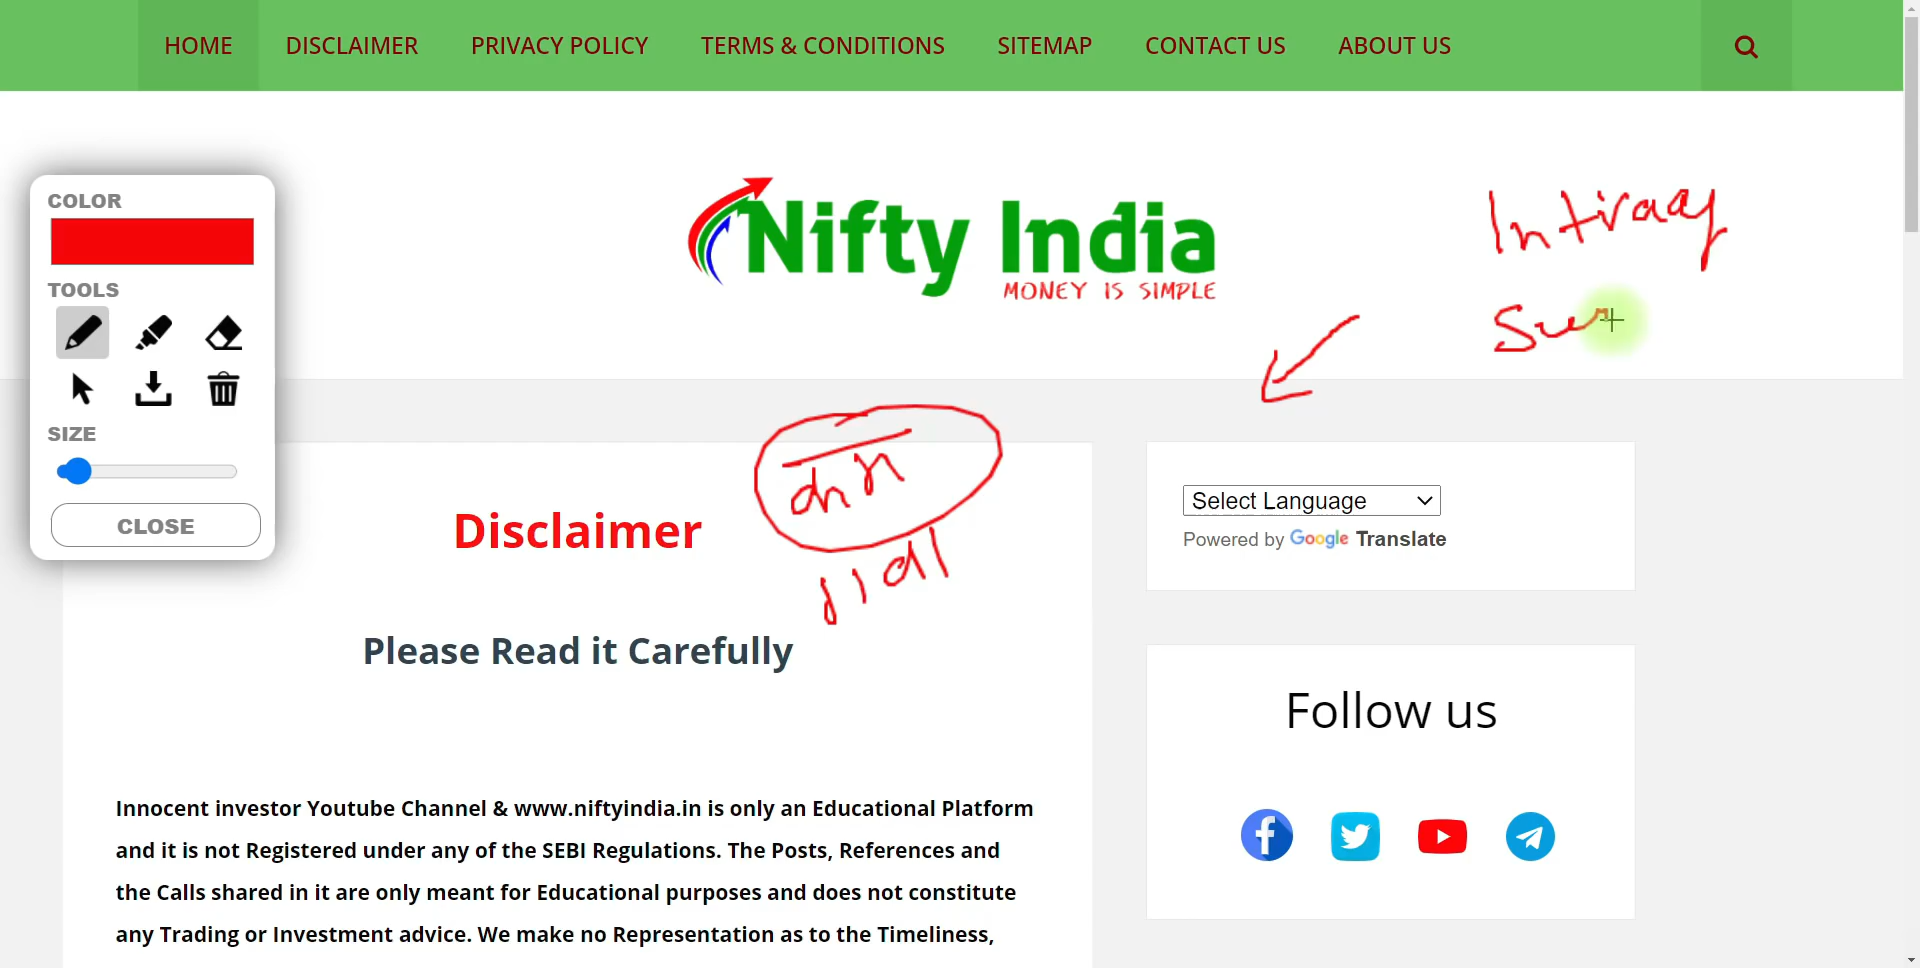 HOME DISCLAIMER PRIVACY POLICY TERMS & CONDITIONS SITEMAP CONTACT US ABOUT US
COLOR
TOOLS
SIZE
CLOSE
Nifty India
MONEY IS SIMPLE
Disclaimer
Please Read it Carefully
Innocent investor Youtube Channel & www.niftyindia.in is only an Educational Platform
and it is not Registered under any of the SEBI Regulations. The Posts, References and
the Calls shared in it are only meant for Educational purposes and does not constitute
any Trading or Investment advice. We make no Representation as to the Timeliness,
Select Language
Powered by Google Translate
Follow us